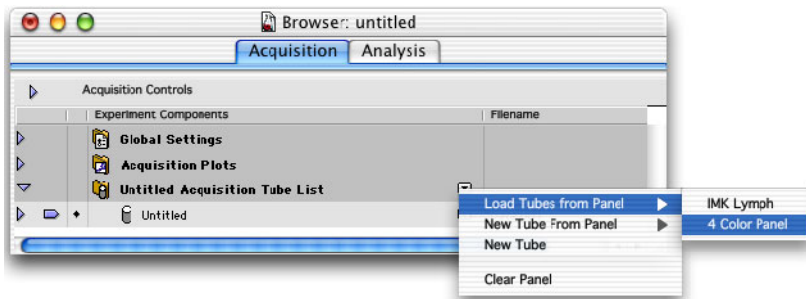 Browser: untitled
Acquisition Analysis
Acquisition Controls
Experiment Components Filename
Global Settings
Acquisition Plots
Untitled Acquisition Tube List
Untitled
Load Tubes from Panel
New Tube From Panel
New Tube
Clear Panel
IMK Lymph
4 Color Panel